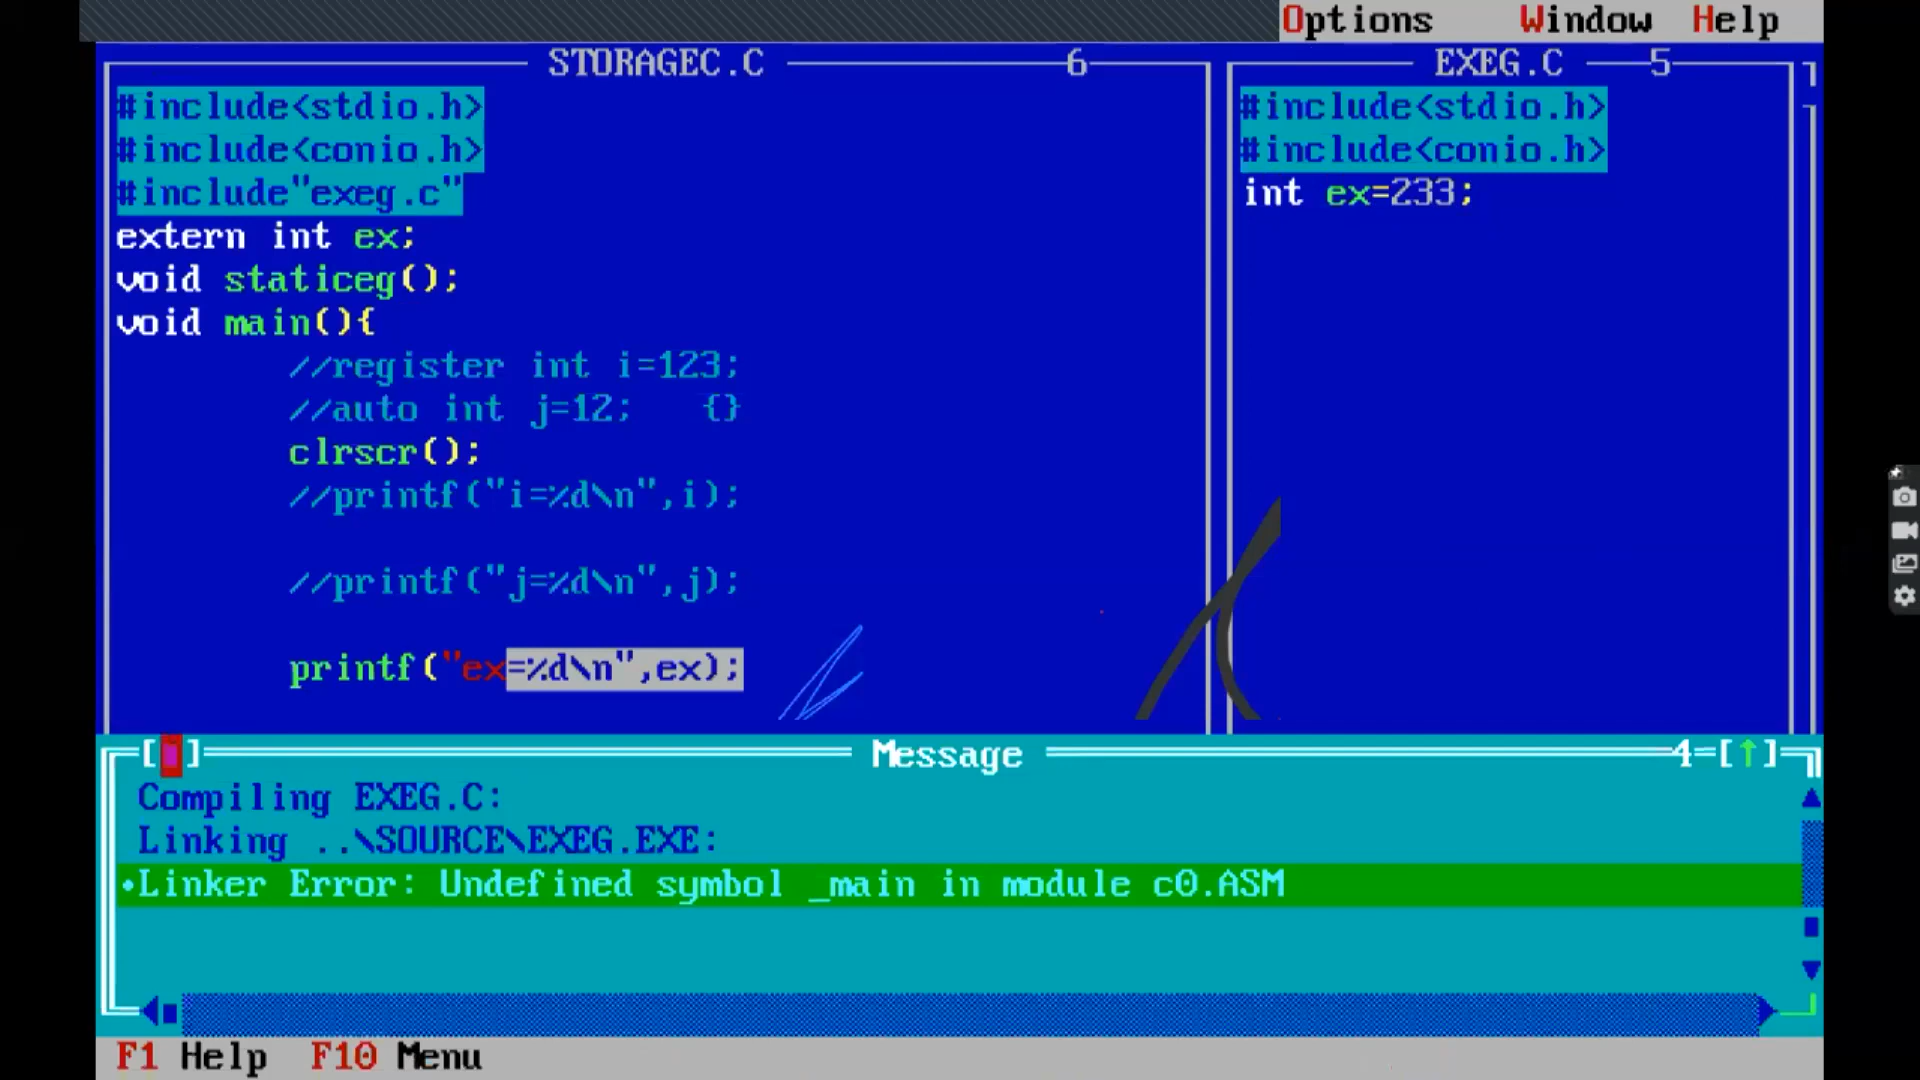 Options Window Help
STORAGEC.C 6
#include<stdio.h>
#include<conio.h>
#include"exeg.c"
extern int ex;
void staticeg();
void main(){
//register int i=123;
//auto int j=12; {}
clrscr();
//printf("i=%d\n",i);
//printf("j=%d\n",j);
printf("ex=%d\n",ex);
EXEG.C 5
#include<stdio.h>
#include<conio.h>
int ex=233;
Message 4=[↑]
Compiling EXEG.C:
Linking ..\SOURCE\EXEG.EXE:
•Linker Error: Undefined symbol _main in module c0.ASM
F1 Help F10 Menu